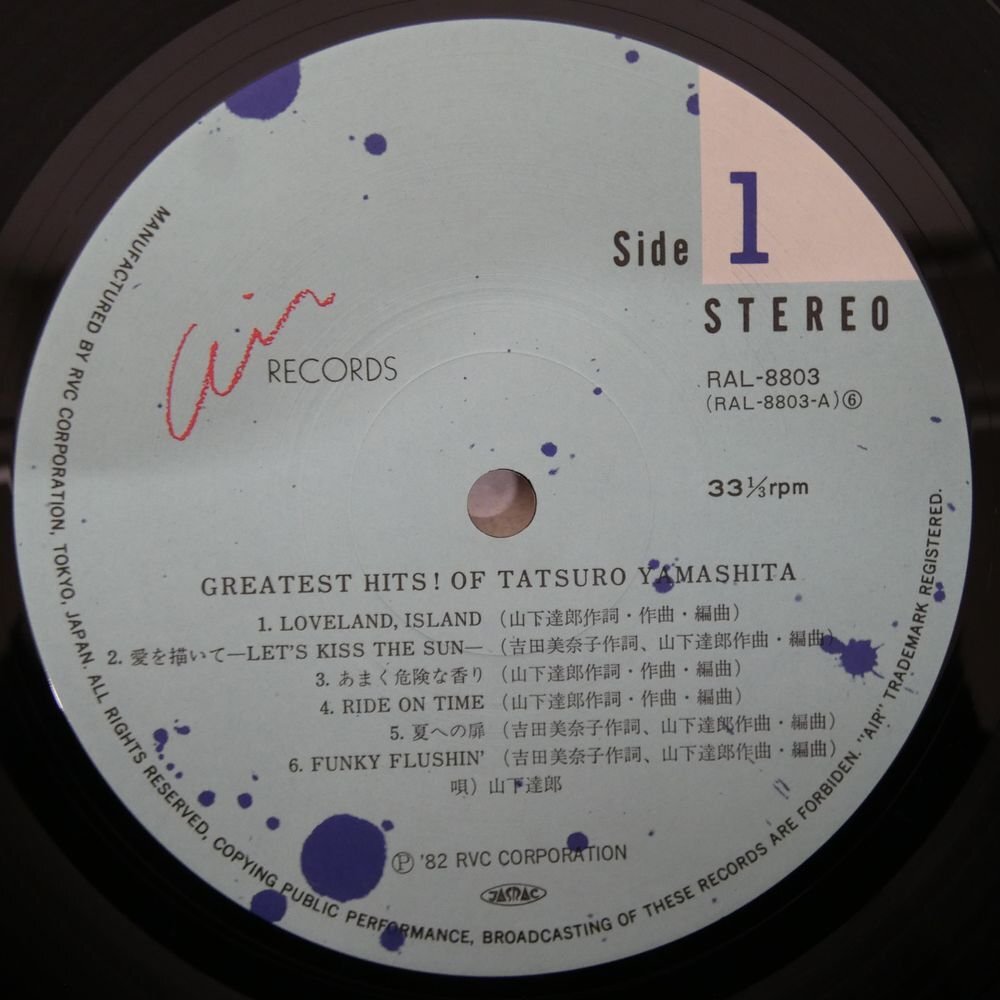 Side 1
STEREO
Air RECORDS
RAL-8803
(RAL-8803-A)⑥
33⅓rpm
GREATEST HITS! OF TATSURO YAMASHITA
1. LOVELAND, ISLAND (山下達郎作詞・作曲・編曲)
2. 愛を描いて—LET'S KISS THE SUN— (吉田美奈子作詞、山下達郎作曲・編曲)
3. あまく危険な香り (山下達郎作詞・作曲・編曲)
4. RIDE ON TIME (山下達郎作詞・作曲・編曲)
5. 夏への扉 (吉田美奈子作詞、山下達郎作曲・編曲)
6. FUNKY FLUSHIN' (吉田美奈子作詞、山下達郎作曲・編曲)
唄)山下達郎
Ⓟ '82 RVC CORPORATION
JASRAC
MANUFACTURED BY RVC CORPORATION, TOKYO, JAPAN. ALL RIGHTS RESERVED, COPYING PUBLIC PERFORMANCE, BROADCASTING OF THESE RECORDS ARE FORBIDDEN. "AIR" TRADEMARK REGISTERED.